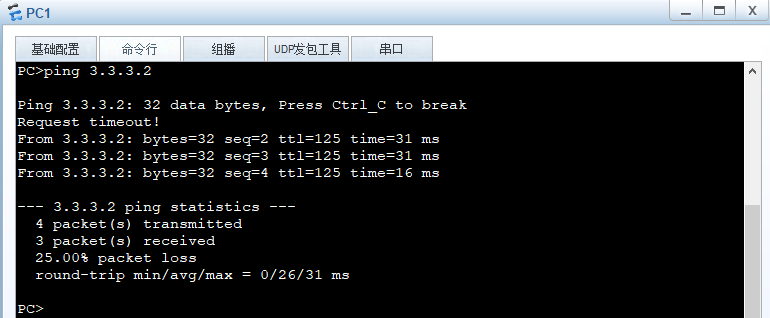 PC1
基础配置 命令行 组播 UDP发包工具 串口
PC>ping 3.3.3.2
Ping 3.3.3.2: 32 data bytes, Press Ctrl_C to break
Request timeout!
From 3.3.3.2: bytes=32 seq=2 ttl=125 time=31 ms
From 3.3.3.2: bytes=32 seq=3 ttl=125 time=31 ms
From 3.3.3.2: bytes=32 seq=4 ttl=125 time=16 ms
--- 3.3.3.2 ping statistics ---
4 packet(s) transmitted
3 packet(s) received
25.00% packet loss
round-trip min/avg/max = 0/26/31 ms
PC>